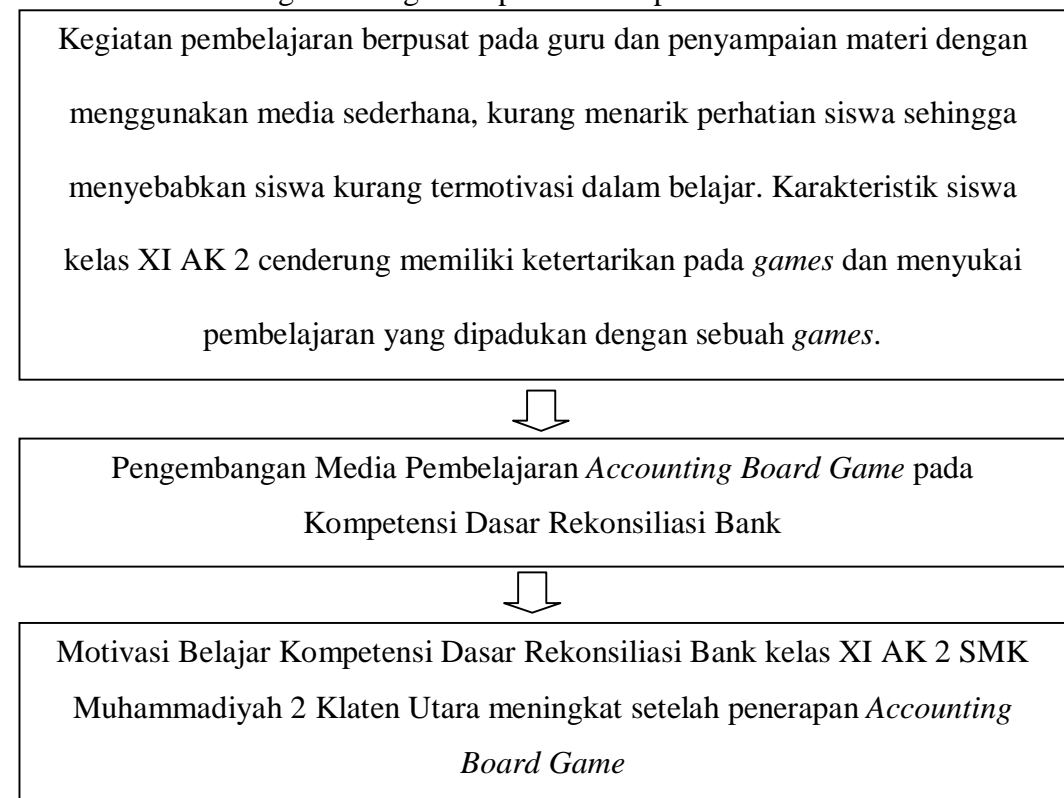 Kegiatan pembelajaran berpusat pada guru dan penyampaian materi dengan
menggunakan media sederhana, kurang menarik perhatian siswa sehingga
menyebabkan siswa kurang termotivasi dalam belajar. Karakteristik siswa
kelas XI AK 2 cenderung memiliki ketertarikan pada games dan menyukai
pembelajaran yang dipadukan dengan sebuah games.
Pengembangan Media Pembelajaran Accounting Board Game pada
Kompetensi Dasar Rekonsiliasi Bank
Motivasi Belajar Kompetensi Dasar Rekonsiliasi Bank kelas XI AK 2 SMK
Muhammadiyah 2 Klaten Utara meningkat setelah penerapan Accounting
Board Game